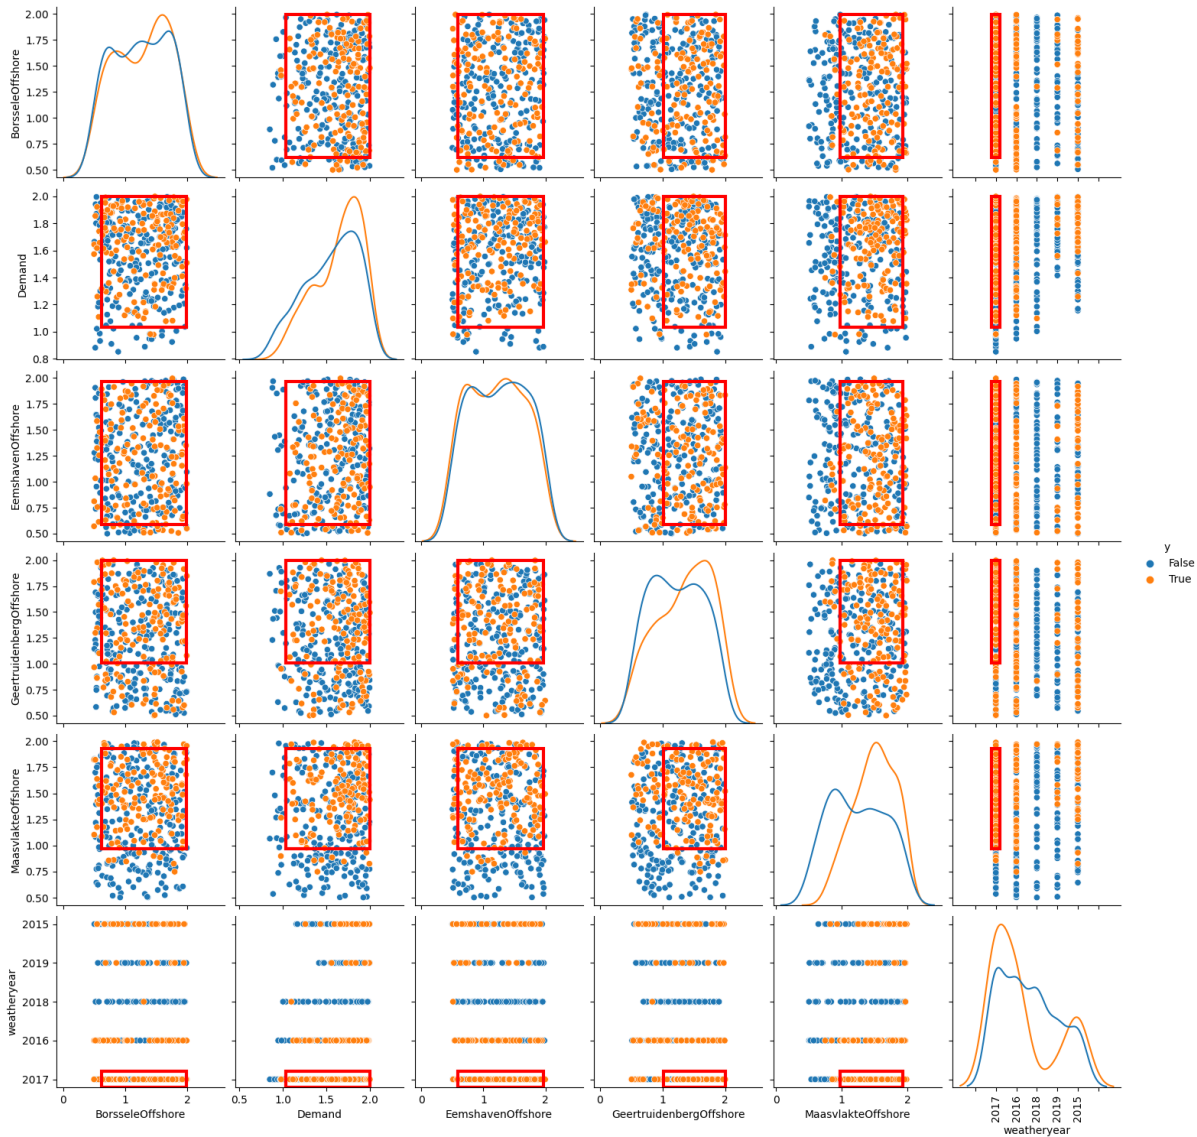 2.00
1.75
1.50
1.25
1.00
0.75
0.50
BorsseleOffshore
2.0
1.8
1.6
1.4
1.2
1.0
0.8
Demand
2.00
1.75
1.50
1.25
1.00
0.75
0.50
EemshavenOffshore
2.00
1.75
1.50
1.25
1.00
0.75
0.50
GeertruidenbergOffshore
y
False
True
2.00
1.75
1.50
1.25
1.00
0.75
0.50
MaasvlakteOffshore
2015
2019
2018
2016
2017
weatheryear
0 1 2
BorsseleOffshore
0.5 1.0 1.5 2.0
Demand
0 1 2
EemshavenOffshore
0 1 2
GeertruidenbergOffshore
0 1 2
MaasvlakteOffshore
2017 2016 2018 2019 2015
weatheryear